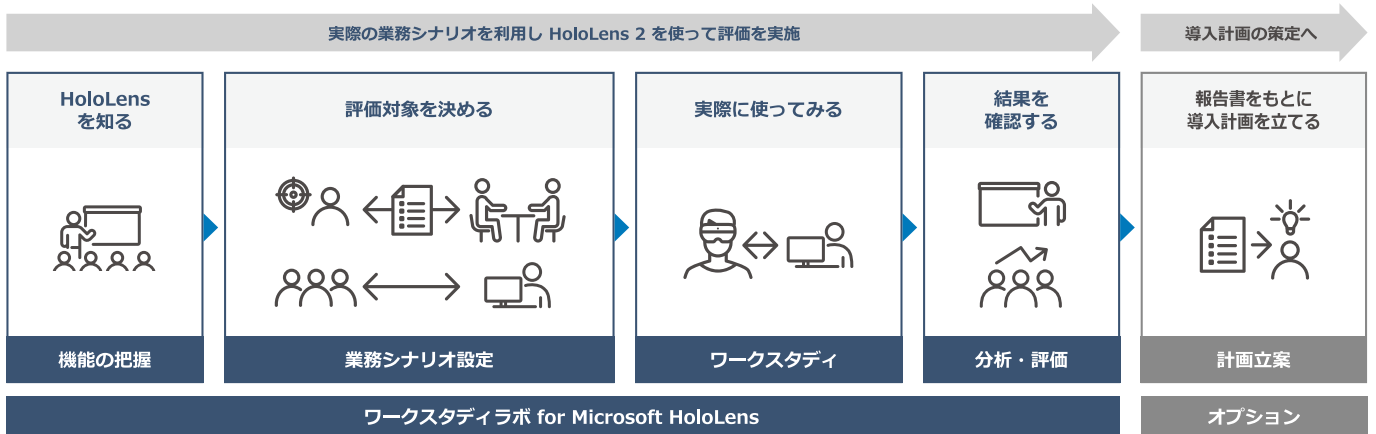 実際の業務シナリオを利用し HoloLens 2 を使って評価を実施
導入計画の策定へ
HoloLens
を知る
評価対象を決める
実際に使ってみる
結果を
確認する
報告書をもとに
導入計画を立てる
機能の把握
業務シナリオ設定
ワークスタディ
分析・評価
計画立案
ワークスタディラボ for Microsoft HoloLens
オプション